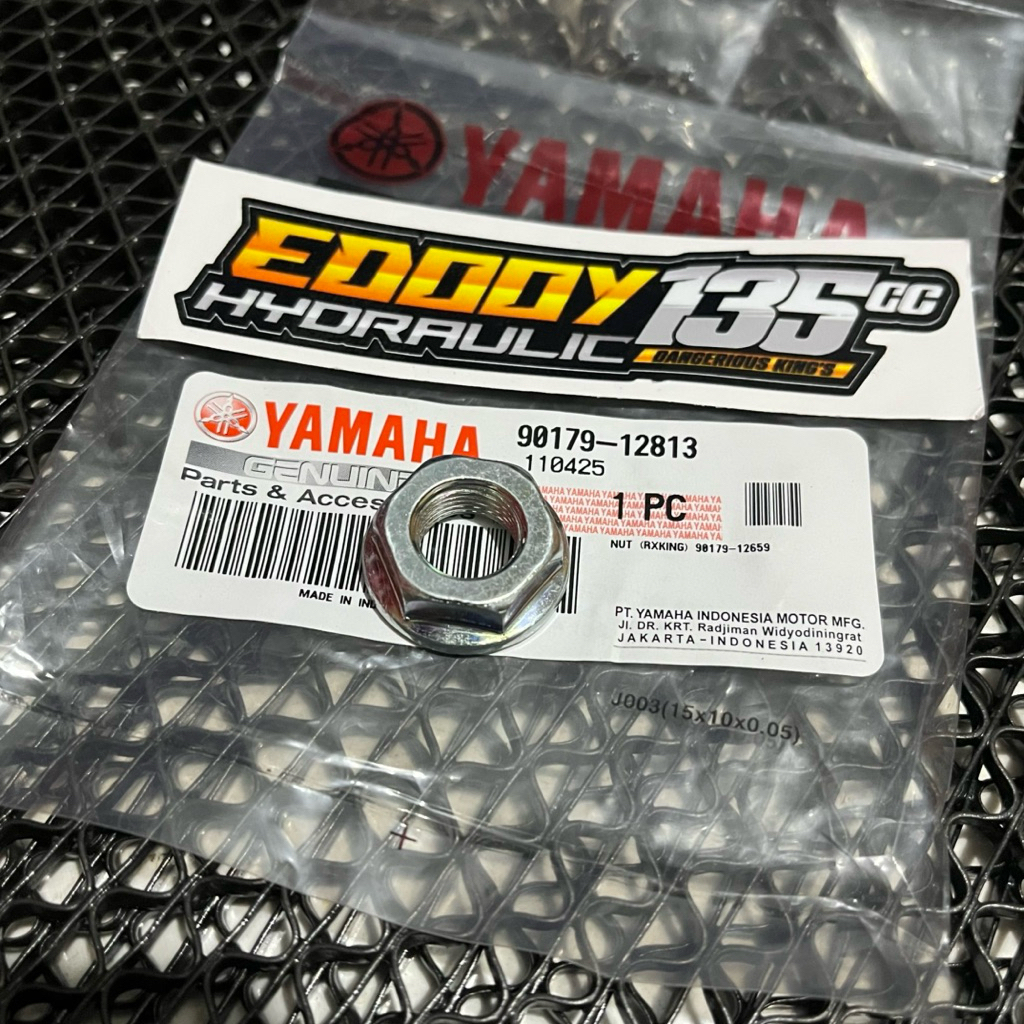 YAMAHA
EDDDY
HYDRAULIC
135cc
DANGERIOUS KING'S
YAMAHA
90179-12813
GENUINE
110425
Parts & Acces
1 PC
NUT (RXKING) 90179-12659
MADE IN IND
PT. YAMAHA INDONESIA MOTOR MFG.
Jl. DR. KRT. Radjiman Widyodiningrat
JAKARTA-INDONESIA 13920
J003(15x10x0.05)